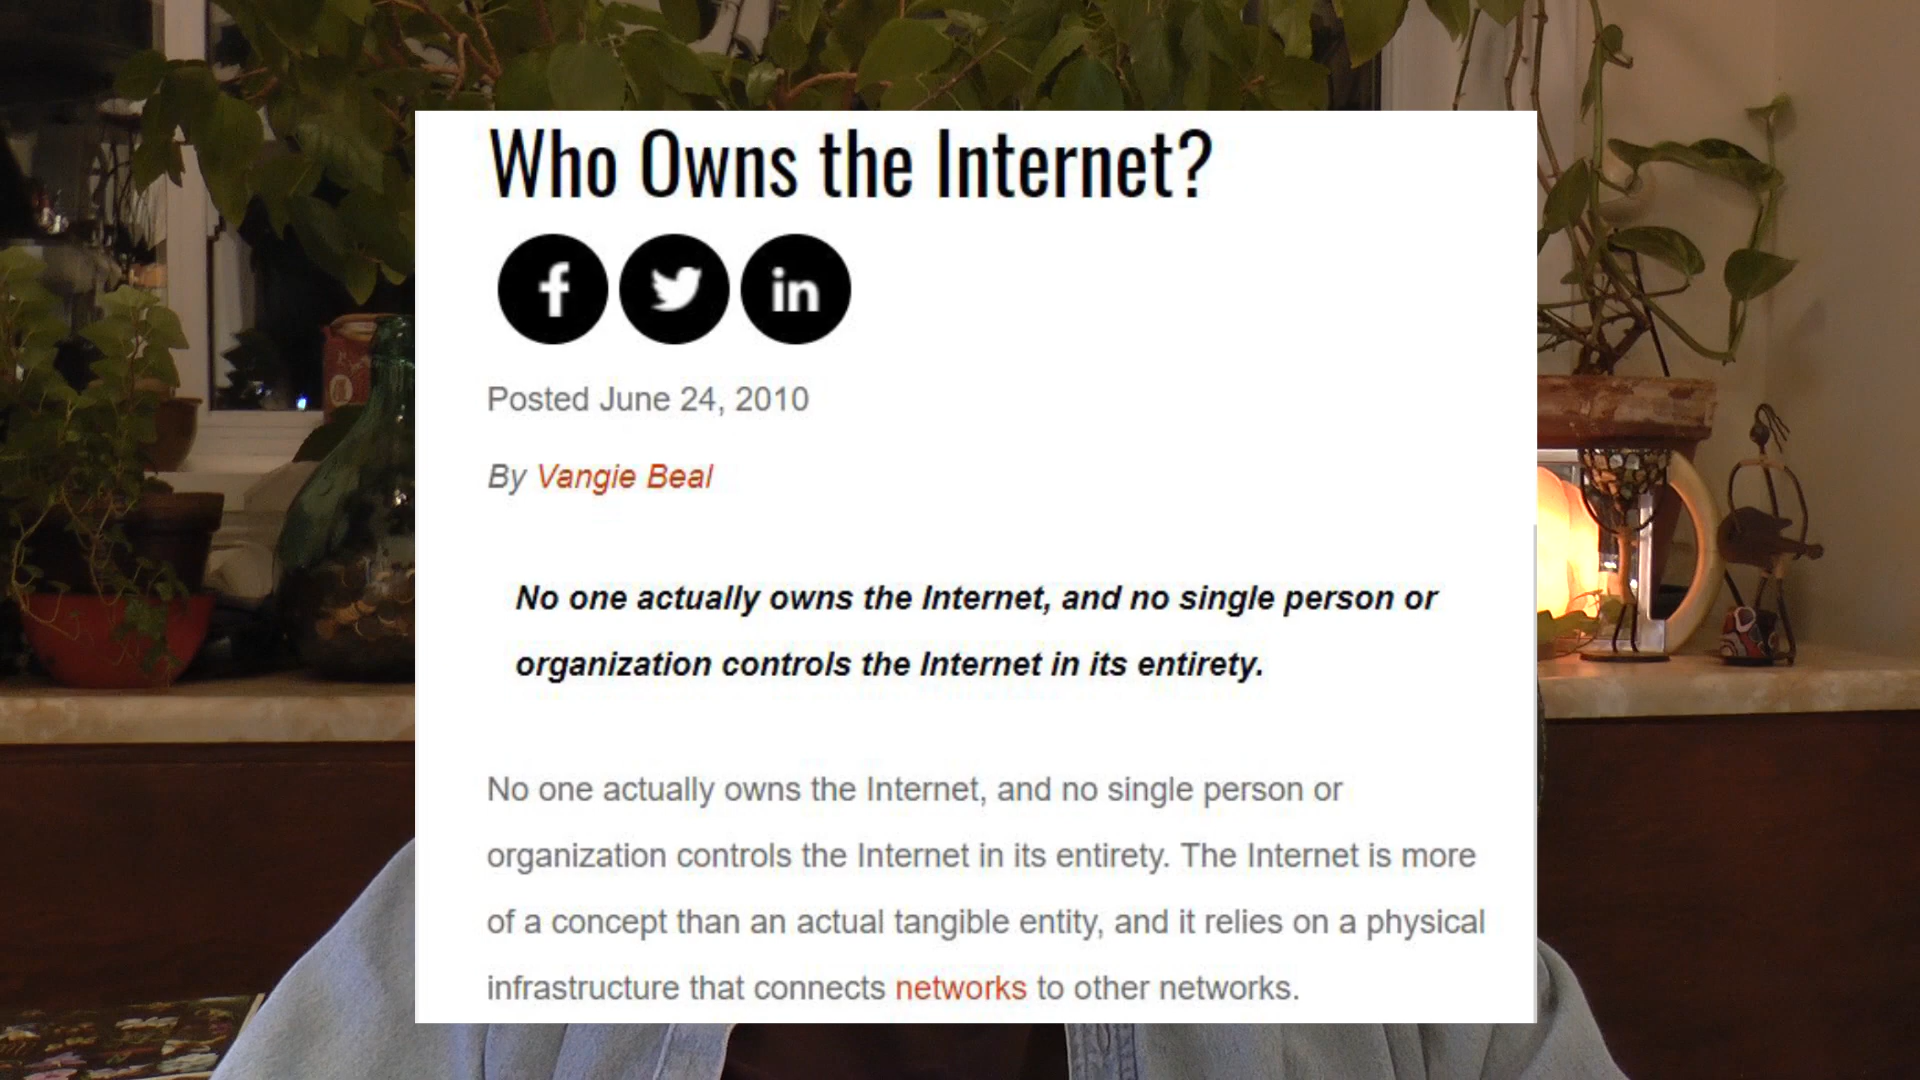 Who Owns the Internet?
f in
Posted June 24, 2010
By Vangie Beal
No one actually owns the Internet, and no single person or
organization controls the Internet in its entirety.
No one actually owns the Internet, and no single person or
organization controls the Internet in its entirety. The Internet is more
of a concept than an actual tangible entity, and it relies on a physical
infrastructure that connects networks to other networks.